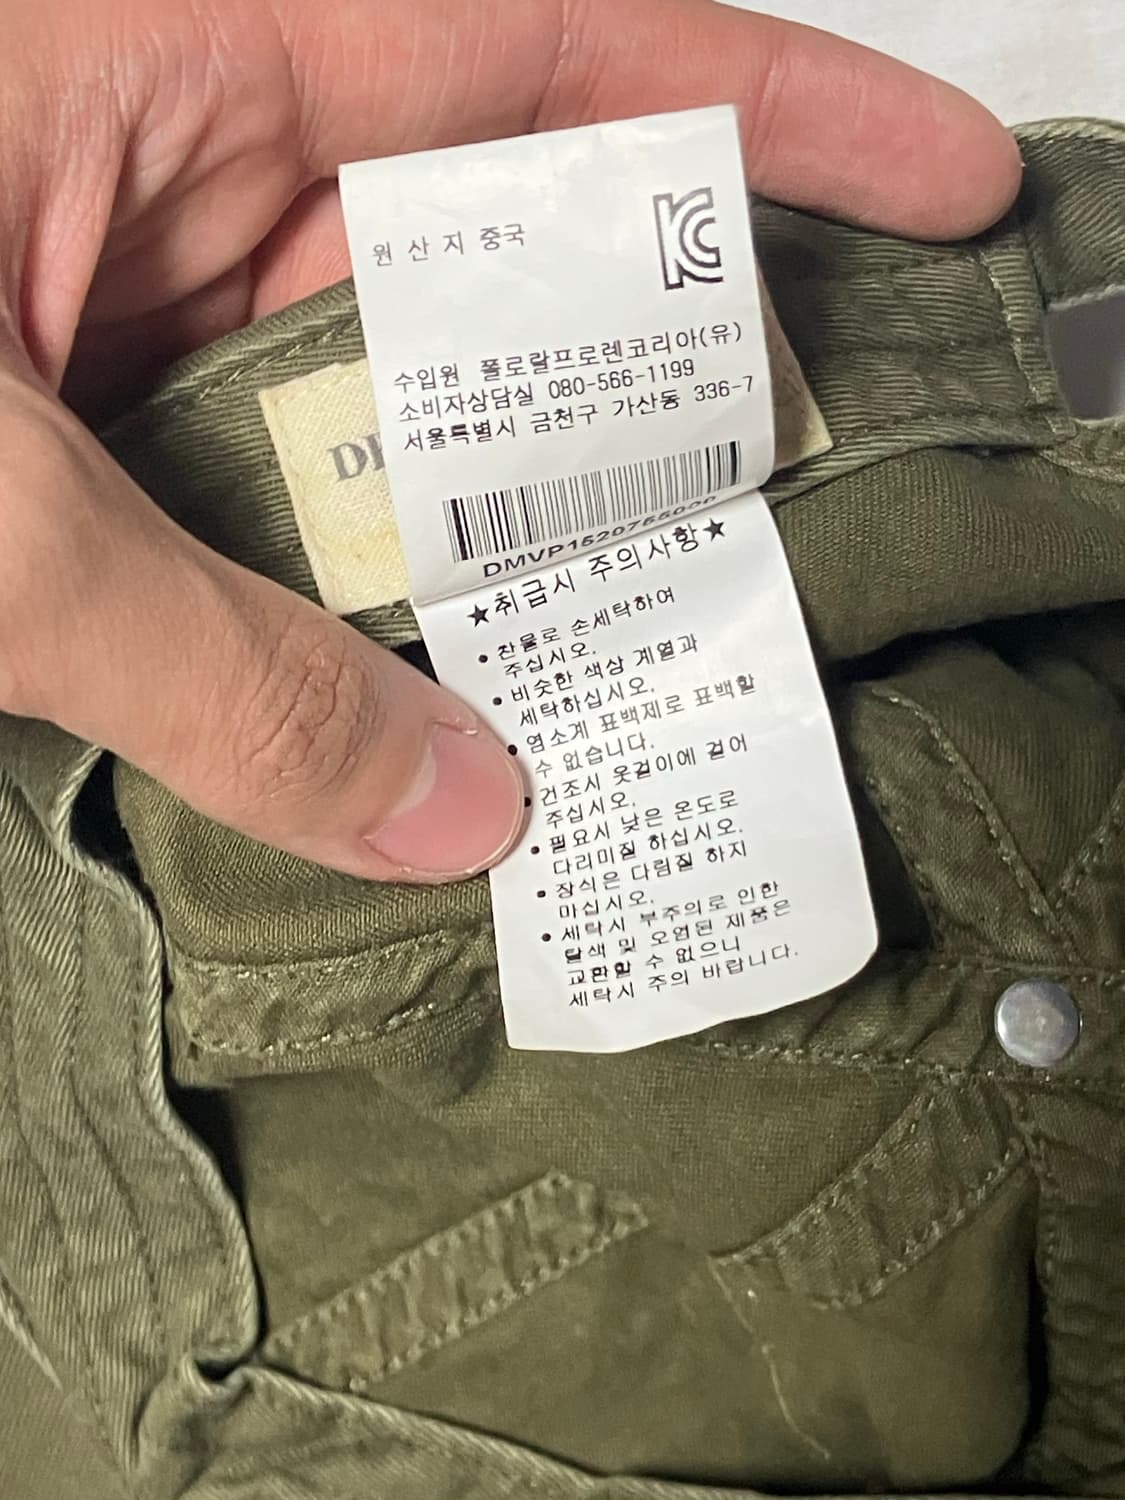 원 산 지 중국
수입원 폴로랄프로렌코리아(유)
소비자상담실 080-566-1199
서울특별시 금천구 가산동 336-7
DMVP1520765000
★취급시 주의사항★
• 찬물로 손세탁하여
주십시오.
• 비슷한 색상 계열과
세탁하십시오.
• 염소계 표백제로 표백할
수 없습니다.
• 건조시 옷걸이에 걸어
주십시오.
• 필요시 낮은 온도로
다리미질 하십시오.
• 장식은 다림질 하지
마십시오.
• 세탁시 부주의로 인한
탈색 및 오염된 제품은
교환할 수 없으니
세탁시 주의 바랍니다.